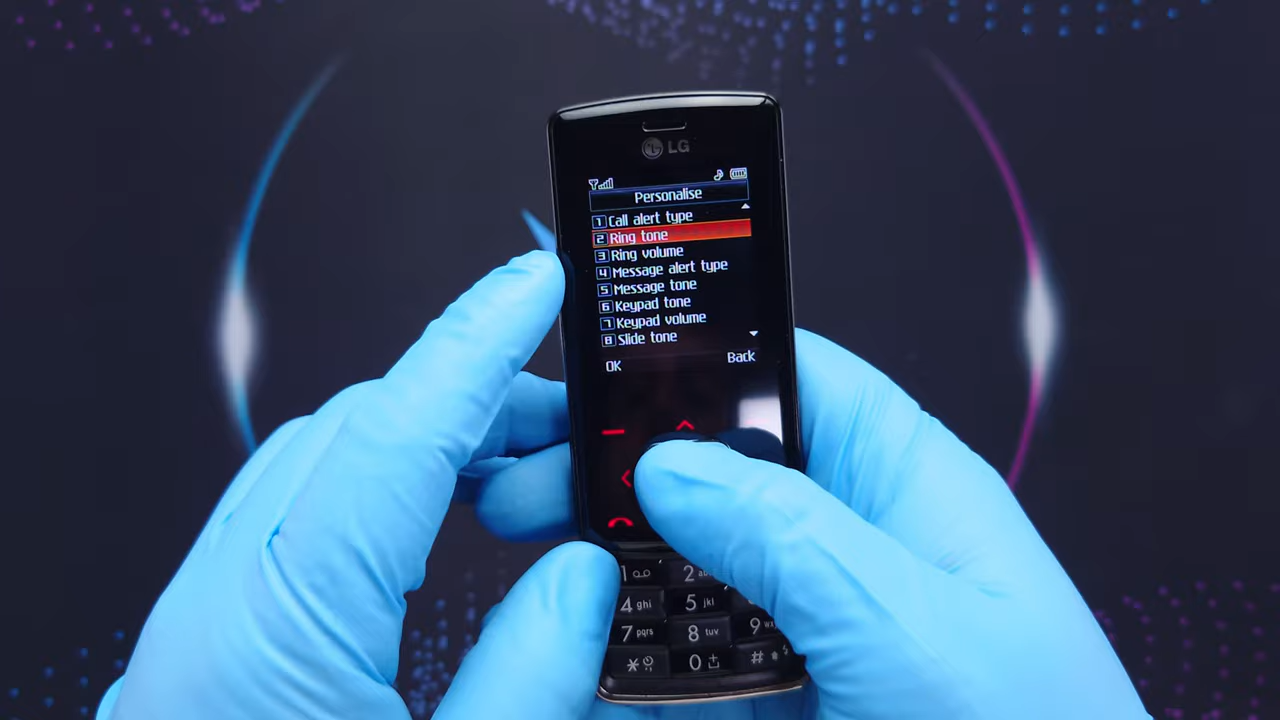 LG
Personalise
1 Call alert type
2 Ring tone
3 Ring volume
4 Message alert type
5 Message tone
6 Keypad tone
7 Keypad volume
8 Slide tone
OK Back
1 2
4 ghi 5 jkl
7 pqrs 8 tuv 9
* 0 #